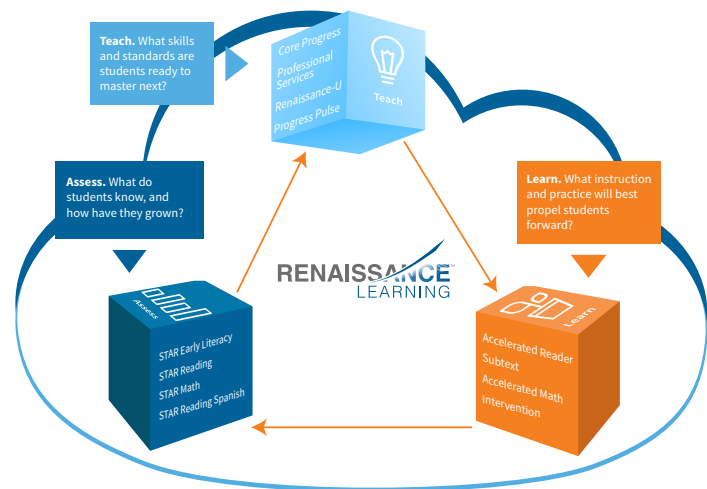 Teach. What skills
and standards are
students ready to
master next?
Core Progress
Professional
Services
Renaissance-U
Progress Pulse
Teach
Assess. What do
students know, and
how have they grown?
Learn. What instruction
and practice will best
propel students
forward?
RENAISSANCE™
LEARNING
Assess
STAR Early Literacy
STAR Reading
STAR Math
STAR Reading Spanish
Learn
Accelerated Reader
Subtext
Accelerated Math
Intervention